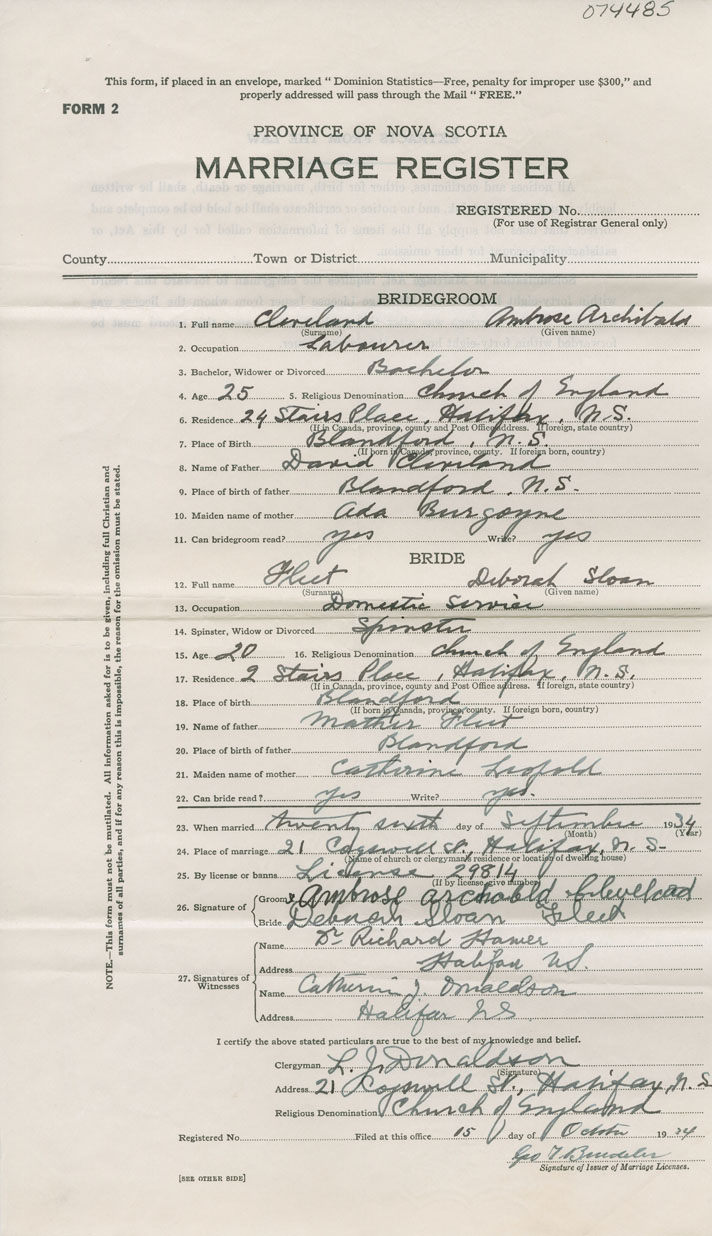 074485
This form, if placed in an envelope, marked “ Dominion Statistics—Free, penalty for improper use $300,” and
properly addressed will pass through the Mail “ FREE.”
FORM 2
PROVINCE OF NOVA SCOTIA
MARRIAGE REGISTER
REGISTERED No.
(For use of Registrar General only)
County Town or District Municipality
BRIDEGROOM
1. Full name Cleveland Ambrose Archibald
(Surname) (Given name)
2. Occupation Labourer
3. Bachelor, Widower or Divorced Bachelor
4. Age 25 5. Religious Denomination Church of England
6. Residence 24 Stairs Place, Halifax, N.S.
(If in Canada, province, county and Post Office address. If foreign, state country)
7. Place of Birth Blandford, N.S.
(If born in Canada, province, county. If foreign born, country)
8. Name of Father David Cleveland
9. Place of birth of father Blandford, N.S.
10. Maiden name of mother Ada Burgoyne
11. Can bridegroom read? yes Write? yes
BRIDE
12. Full name Fleet Deborah Sloan
(Surname) (Given name)
13. Occupation Domestic Service
14. Spinster, Widow or Divorced Spinster
15. Age 20 16. Religious Denomination Church of England
17. Residence 2 Stairs Place, Halifax, N.S.
(If in Canada, province, county and Post Office address. If foreign, state country)
18. Place of birth Blandford
(If born in Canada, province, county. If foreign born, country)
19. Name of father Mather Fleet
20. Place of birth of father Blandford
21. Maiden name of mother Catherine Leopold
22. Can bride read? yes Write? yes.
23. When married twenty sixth day of September 1934
(Month) (Year)
24. Place of marriage 21 Cogswell St., Halifax, N.S.
(Name of church or clergyman's residence or location of dwelling house)
25. By license or banns License 29814
(If by license, give number)
26. Signature of Groom Ambrose archabld Cleveland
Bride Deborah Sloan Fleet
27. Signatures of Witnesses
Name Dr Richard Hamer
Address Halifax N.S.
Name Catherine J. Donaldson
Address Halifax NS
I certify the above stated particulars are true to the best of my knowledge and belief.
Clergyman L. J. Donaldson
(Signature)
Address 21 Cogswell St., Halifax, N.S
Religious Denomination Church of England
Registered No. Filed at this office 15 day of October 1934
Geo T
Signature of Issuer of Marriage Licenses.
[SEE OTHER SIDE]
NOTE.—This form must not be mutilated. All information asked for is to be given, including full Christian and
surnames of all parties, and if for any reason this is impossible, the reason for the omission must be stated.